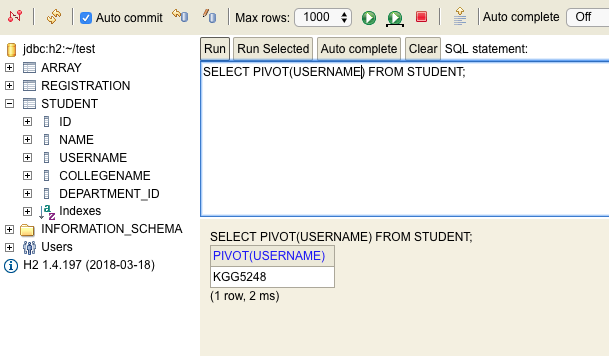 Auto commit Max rows: 1000 Auto complete Off
jdbc:h2:~/test
ARRAY
REGISTRATION
STUDENT
ID
NAME
USERNAME
COLLEGENAME
DEPARTMENT_ID
Indexes
INFORMATION_SCHEMA
Users
H2 1.4.197 (2018-03-18)
Run Run Selected Auto complete Clear SQL statement:
SELECT PIVOT(USERNAME) FROM STUDENT;
SELECT PIVOT(USERNAME) FROM STUDENT;
PIVOT(USERNAME)
KGG5248
(1 row, 2 ms)